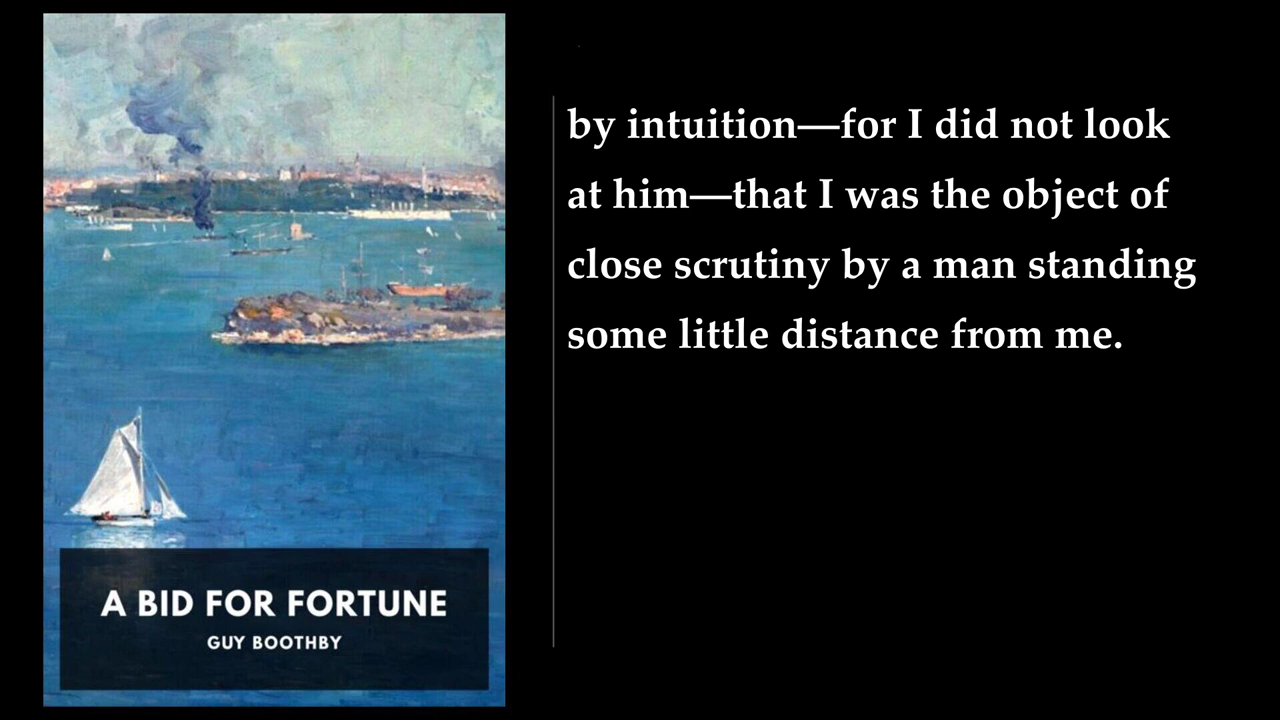 A BID FOR FORTUNE
GUY BOOTHBY
by intuition—for I did not look
at him—that I was the object of
close scrutiny by a man standing
some little distance from me.